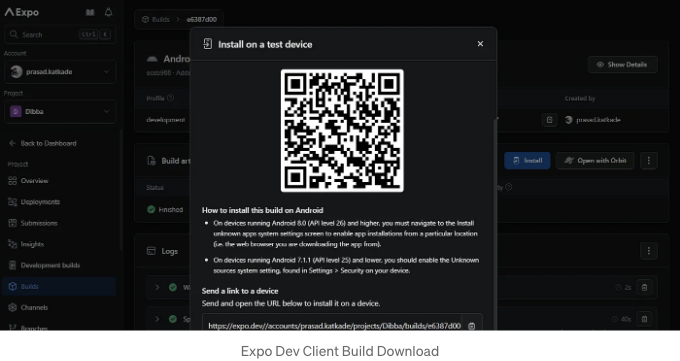 Expo
Search
Ctrl K
Account
prasad.katkade
Project
Dibba
Back to Dashboard
Project
Overview
Deployments
Submissions
Insights
Development builds
Builds
Channels
Branches
Builds > e6387d00
Show Details
Profile
Created by
development
prasad.katkade
Install
Open with Orbit
Status
Finished
Logs
2s
40s
Install on a test device
How to install this build on Android
On devices running Android 8.0 (API level 26) and higher, you must navigate to the Install
unknown apps system settings screen to enable app installations from a particular location
(i.e. the web browser you are downloading the app from).
On devices running Android 7.1.1 (API level 25) and lower, you should enable the Unknown
sources system setting, found in Settings > Security on your device.
Send a link to a device
Send and open the URL below to install it on a device.
https://expo.dev//accounts/prasad.katkade/projects/Dibba/builds/e6387d00
Expo Dev Client Build Download